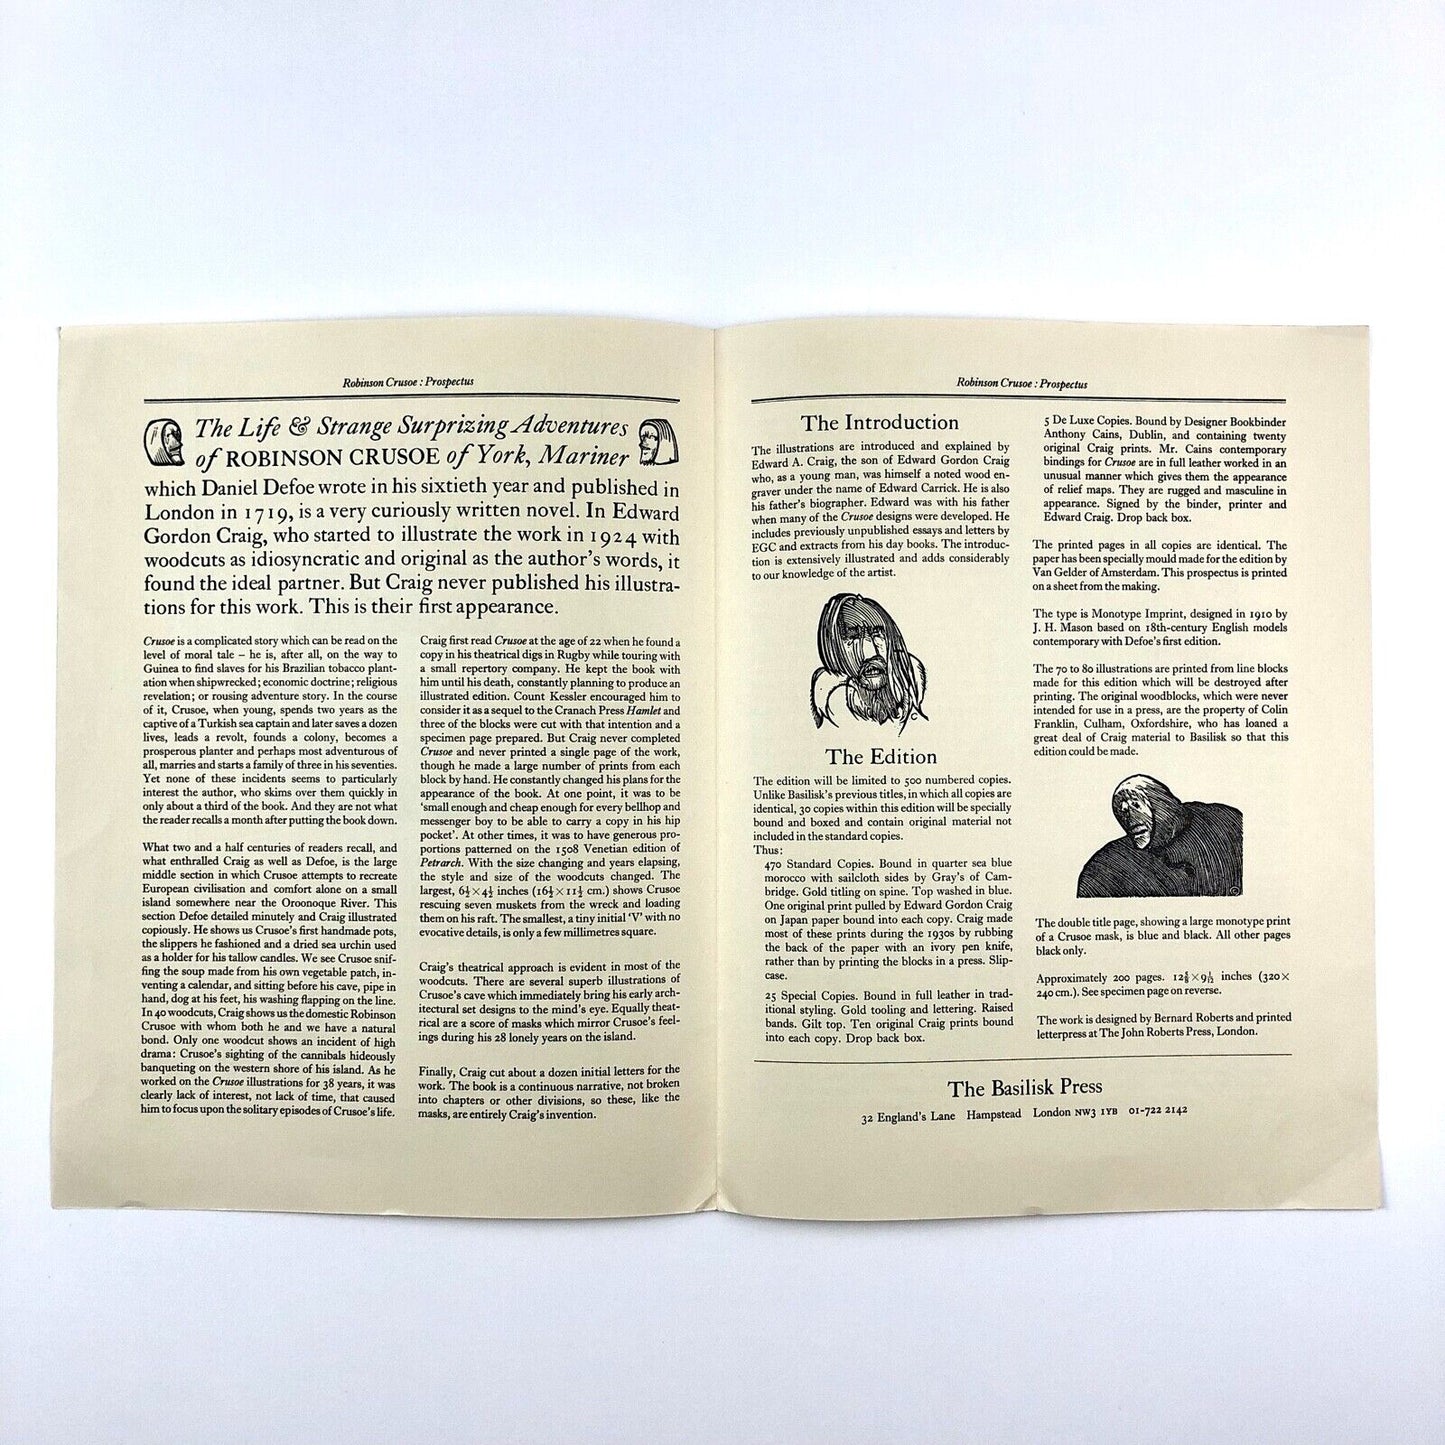 Robinson Crusoe : Prospectus
The Life & Strange Surprizing Adventures
of ROBINSON CRUSOE of York, Mariner
which Daniel Defoe wrote in his sixtieth year and published in
London in 1719, is a very curiously written novel. In Edward
Gordon Craig, who started to illustrate the work in 1924 with
woodcuts as idiosyncratic and original as the author's words, it
found the ideal partner. But Craig never published his illustra-
tions for this work. This is their first appearance.
Crusoe is a complicated story which can be read on the
level of moral tale – he is, after all, on the way to
Guinea to find slaves for his Brazilian tobacco plant-
ation when shipwrecked; economic doctrine; religious
revelation; or rousing adventure story. In the course
of it, Crusoe, when young, spends two years as the
captive of a Turkish sea captain and later saves a dozen
lives, leads a revolt, founds a colony, becomes a
prosperous planter and perhaps most adventurous of
all, marries and starts a family of three in his seventies.
Yet none of these incidents seems to particularly
interest the author, who skims over them quickly in
only about a third of the book. And they are not what
the reader recalls a month after putting the book down.
What two and a half centuries of readers recall, and
what enthralled Craig as well as Defoe, is the large
middle section in which Crusoe attempts to recreate
European civilisation and comfort alone on a small
island somewhere near the Oroonoque River. This
section Defoe detailed minutely and Craig illustrated
copiously. He shows us Crusoe's first handmade pots,
the slippers he fashioned and a dried sea urchin used
as a holder for his tallow candles. We see Crusoe snif-
fing the soup made from his own vegetable patch, in-
venting a calendar, and sitting before his cave, pipe in
hand, dog at his feet, his washing flapping on the line.
In 40 woodcuts, Craig shows us the domestic Robinson
Crusoe with whom both he and we have a natural
bond. Only one woodcut shows an incident of high
drama: Crusoe's sighting of the cannibals hideously
banqueting on the western shore of his island. As he
worked on the Crusoe illustrations for 38 years, it was
clearly lack of interest, not lack of time, that caused
him to focus upon the solitary episodes of Crusoe's life.
Craig first read Crusoe at the age of 22 when he found a
copy in his theatrical digs in Rugby while touring with
a small repertory company. He kept the book with
him until his death, constantly planning to produce an
illustrated edition. Count Kessler encouraged him to
consider it as a sequel to the Cranach Press Hamlet and
three of the blocks were cut with that intention and a
specimen page prepared. But Craig never completed
Crusoe and never printed a single page of the work,
though he made a large number of prints from each
block by hand. He constantly changed his plans for the
appearance of the book. At one point, it was to be
'small enough and cheap enough for every bellhop and
messenger boy to be able to carry a copy in his hip
pocket'. At other times, it was to have generous pro-
portions patterned on the 1508 Venetian edition of
Petrarch. With the size changing and years elapsing,
the style and size of the woodcuts changed. The
largest, 6½×4½ inches (16½×11½ cm.) shows Crusoe
rescuing seven muskets from the wreck and loading
them on his raft. The smallest, a tiny initial 'V' with no
evocative details, is only a few millimetres square.
Craig's theatrical approach is evident in most of the
woodcuts. There are several superb illustrations of
Crusoe's cave which immediately bring his early arch-
itectural set designs to the mind's eye. Equally theat-
rical are a score of masks which mirror Crusoe's feel-
ings during his 28 lonely years on the island.
Finally, Craig cut about a dozen initial letters for the
work. The book is a continuous narrative, not broken
into chapters or other divisions, so these, like the
masks, are entirely Craig's invention.
Robinson Crusoe : Prospectus
The Introduction
The illustrations are introduced and explained by
Edward A. Craig, the son of Edward Gordon Craig
who, as a young man, was himself a noted wood en-
graver under the name of Edward Carrick. He is also
his father's biographer. Edward was with his father
when many of the Crusoe designs were developed. He
includes previously unpublished essays and letters by
EGC and extracts from his day books. The introduc-
tion is extensively illustrated and adds considerably
to our knowledge of the artist.
C
The Edition
The edition will be limited to 500 numbered copies.
Unlike Basilisk's previous titles, in which all copies are
identical, 30 copies within this edition will be specially
bound and boxed and contain original material not
included in the standard copies.
Thus:
470 Standard Copies. Bound in quarter sea blue
morocco with sailcloth sides by Gray's of Cam-
bridge. Gold titling on spine. Top washed in blue.
One original print pulled by Edward Gordon Craig
on Japan paper bound into each copy. Craig made
most of these prints during the 1930s by rubbing
the back of the paper with an ivory pen knife,
rather than by printing the blocks in a press. Slip-
case.
25 Special Copies. Bound in full leather in trad-
itional styling. Gold tooling and lettering. Raised
bands. Gilt top. Ten original Craig prints bound
into each copy. Drop back box.
5 De Luxe Copies. Bound by Designer Bookbinder
Anthony Cains, Dublin, and containing twenty
original Craig prints. Mr. Cains contemporary
bindings for Crusoe are in full leather worked in an
unusual manner which gives them the appearance
of relief maps. They are rugged and masculine in
appearance. Signed by the binder, printer and
Edward Craig. Drop back box.
The printed pages in all copies are identical. The
paper has been specially mould made for the edition by
Van Gelder of Amsterdam. This prospectus is printed
on a sheet from the making.
The type is Monotype Imprint, designed in 1910 by
J. H. Mason based on 18th-century English models
contemporary with Defoe's first edition.
The 70 to 80 illustrations are printed from line blocks
made for this edition which will be destroyed after
printing. The original woodblocks, which were never
intended for use in a press, are the property of Colin
Franklin, Culham, Oxfordshire, who has loaned a
great deal of Craig material to Basilisk so that this
edition could be made.
The double title page, showing a large monotype print
of a Crusoe mask, is blue and black. All other pages
black only.
Approximately 200 pages. inches (320×
240 cm.). See specimen page on reverse.
The work is designed by Bernard Roberts and printed
letterpress at The John Roberts Press, London.
The Basilisk Press
32 England's Lane Hampstead London NW3 1YB 01-722 2142